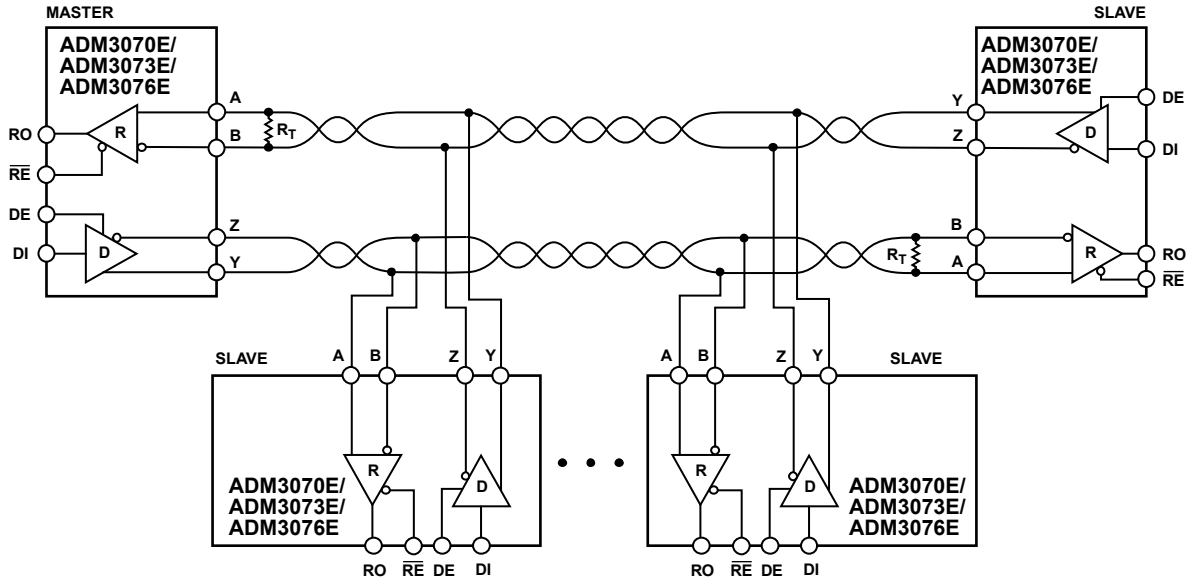 MASTER
SLAVE
ADM3070E/
ADM3073E/
ADM3076E
ADM3070E/
ADM3073E/
ADM3076E
A
Y
DE
R
RT
D
RO
B
Z
DI
RE
DE
Z
B
D
RT
R
DI
Y
A
RO
RE
SLAVE
A
B
Z
Y
A
B
Z
Y
SLAVE
R
D
R
D
ADM3070E/
ADM3073E/
ADM3076E
ADM3070E/
ADM3073E/
ADM3076E
RO
RE
DE
DI
RO
RE
DE
DI